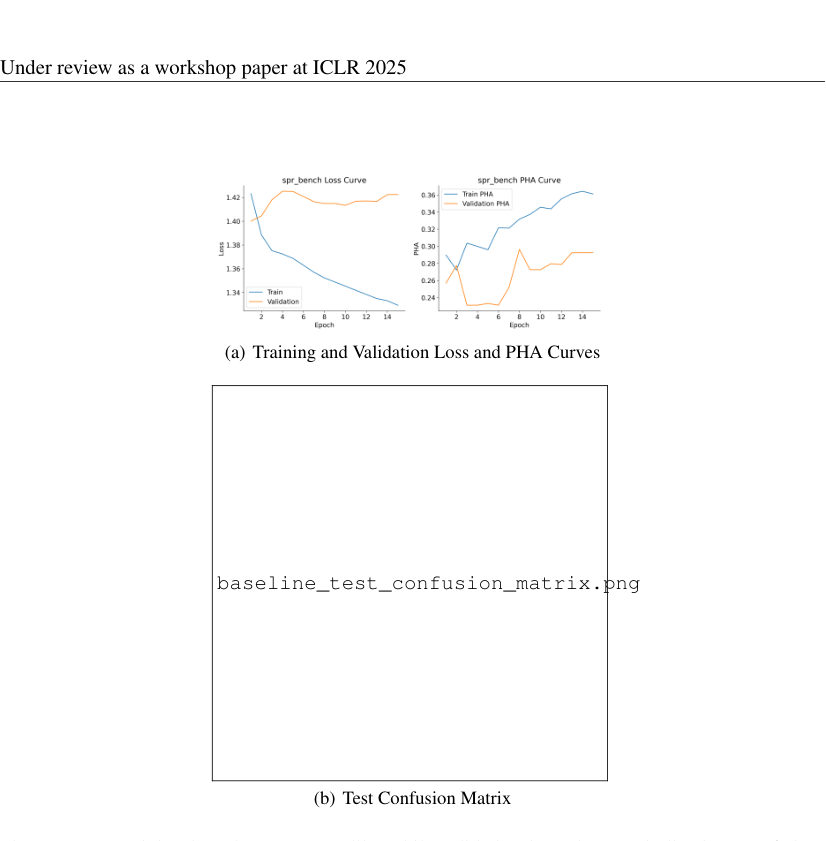 Under review as a workshop paper at ICLR 2025
spr_bench Loss Curve
1.42
1.40
1.38
1.36
1.34
Loss
Train
Validation
2 4 6 8 10 12 14
Epoch
spr_bench PHA Curve
0.36
0.34
0.32
0.30
0.28
0.26
0.24
PHA
Train PHA
Validation PHA
2 4 6 8 10 12 14
Epoch
(a) Training and Validation Loss and PHA Curves
baseline_test_confusion_matrix.png
(b) Test Confusion Matrix